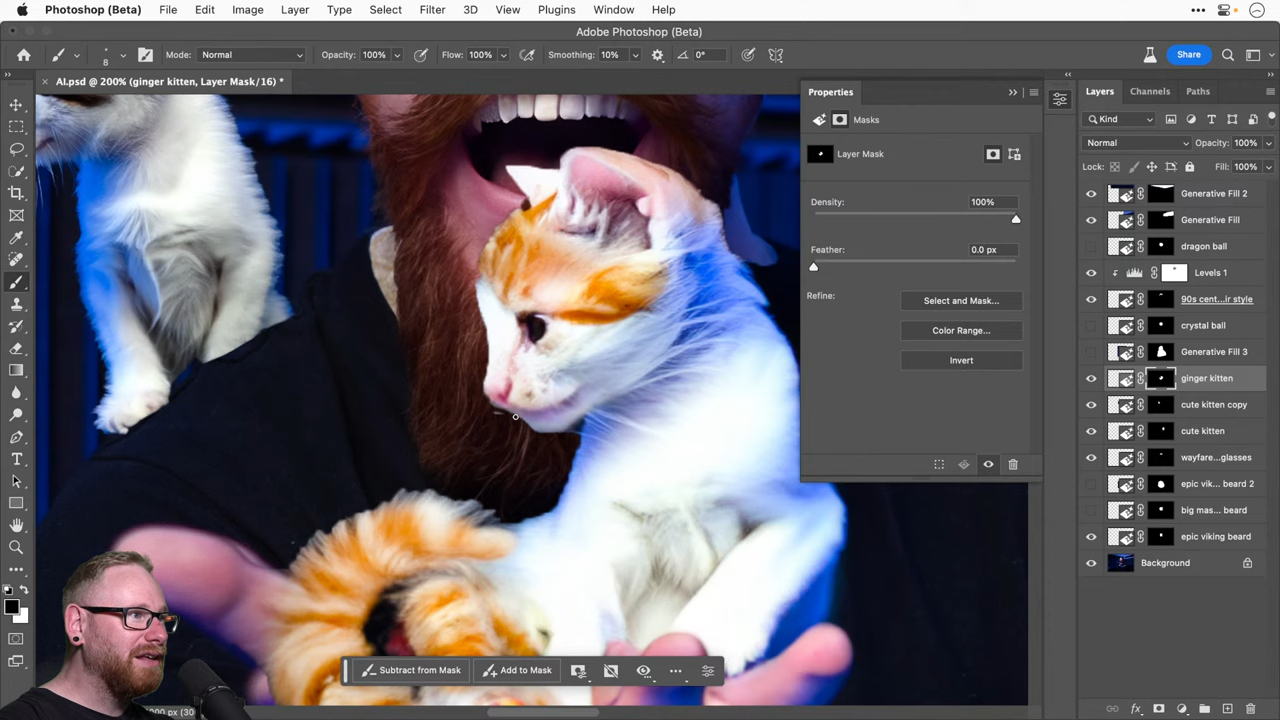 Photoshop (Beta) File Edit Image Layer Type Select Filter 3D View Plugins Window Help
Adobe Photoshop (Beta)
8 Mode: Normal Opacity: 100% Flow: 100% Smoothing: 10% 0° Share
AI.psd @ 200% (ginger kitten, Layer Mask/16) *
Properties
Masks
Layer Mask
Density: 100%
Feather: 0.0 px
Refine: Select and Mask...
Color Range...
Invert
Layers Channels Paths
Kind
Normal Opacity: 100%
Lock: Fill: 100%
Generative Fill 2
Generative Fill
dragon ball
Levels 1
90s cent...ir style
crystal ball
Generative Fill 3
ginger kitten
cute kitten copy
cute kitten
wayfare...glasses
epic vik... beard 2
big mas... beard
epic viking beard
Background
Subtract from Mask Add to Mask